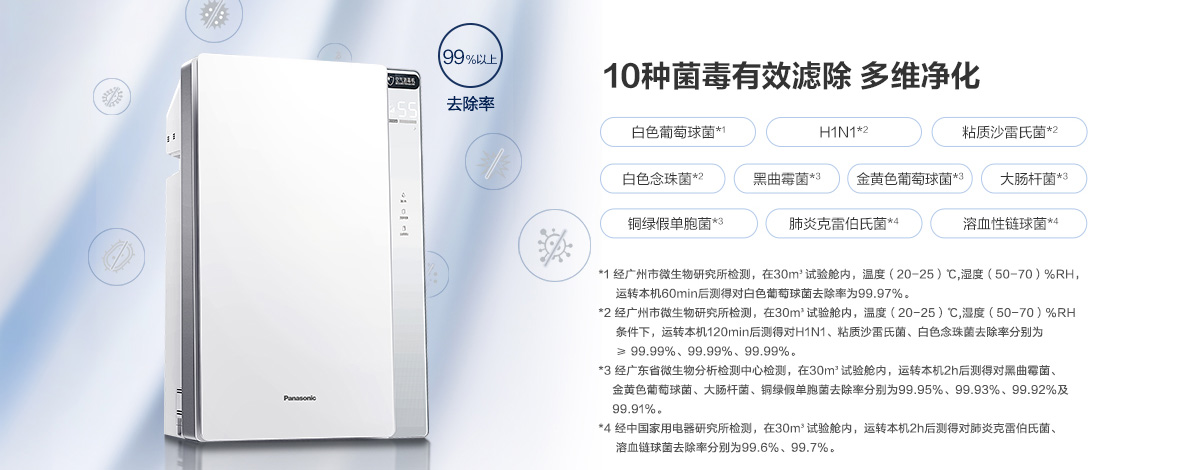 99%以上
去除率
空气消毒机
55
Panasonic
10种菌毒有效滤除 多维净化
白色葡萄球菌*1
H1N1*2
粘质沙雷氏菌*2
白色念珠菌*2
黑曲霉菌*3
金黄色葡萄球菌*3
大肠杆菌*3
铜绿假单胞菌*3
肺炎克雷伯氏菌*4
溶血性链球菌*4
*1 经广州市微生物研究所检测，在30m³ 试验舱内，温度（20-25）℃,湿度（50-70）%RH，
运转本机60min后测得对白色葡萄球菌去除率为99.97%。
*2 经广州市微生物研究所检测，在30m³ 试验舱内，温度（20-25）℃,湿度（50-70）%RH
条件下，运转本机120min后测得对H1N1、粘质沙雷氏菌、白色念珠菌去除率分别为
≥ 99.99%、99.99%、99.99%。
*3 经广东省微生物分析检测中心检测，在30m³ 试验舱内，运转本机2h后测得对黑曲霉菌、
金黄色葡萄球菌、大肠杆菌、铜绿假单胞菌去除率分别为99.95%、99.93%、99.92%及
99.91%。
*4 经中国家用电器研究所检测，在30m³ 试验舱内，运转本机2h后测得对肺炎克雷伯氏菌、
溶血链球菌去除率分别为99.6%、99.7%。